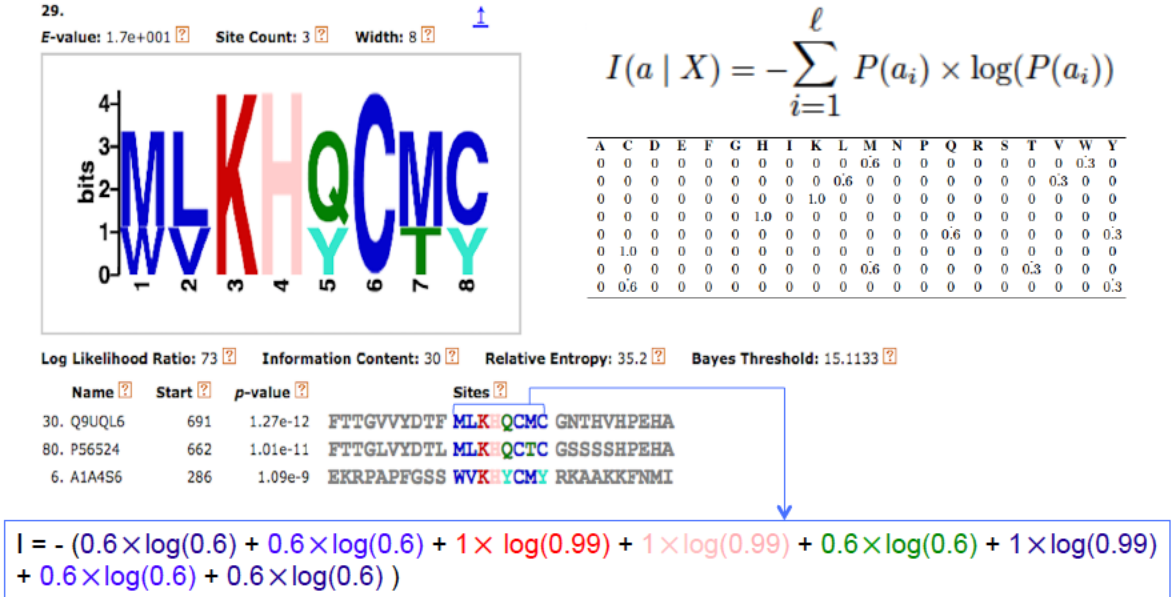 29.
E-value: 1.7e+001 ? Site Count: 3 ? Width: 8 ?
↥
bits
4
3
2
1
0
M L K H Q C M C
W V Y T Y
1 2 3 4 5 6 7 8
I(a | X) = −∑ᵢ₌₁^ℓ P(aᵢ) × log(P(aᵢ))
A C D E F G H I K L M N P Q R S T V W Y
0 0 0 0 0 0 0 0 0 0 0.6 0 0 0 0 0 0 0 0.3 0
0 0 0 0 0 0 0 0 0 0.6 0 0 0 0 0 0 0 0.3 0 0
0 0 0 0 0 0 0 0 1.0 0 0 0 0 0 0 0 0 0 0 0
0 0 0 0 0 0 1.0 0 0 0 0 0 0 0 0 0 0 0 0 0
0 0 0 0 0 0 0 0 0 0 0 0 0 0.6 0 0 0 0 0 0.3
0 1.0 0 0 0 0 0 0 0 0 0 0 0 0 0 0 0 0 0 0
0 0 0 0 0 0 0 0 0 0 0.6 0 0 0 0 0 0.3 0 0 0
0 0.6 0 0 0 0 0 0 0 0 0 0 0 0 0 0 0 0 0 0.3
Log Likelihood Ratio: 73 ? Information Content: 30 ? Relative Entropy: 35.2 ? Bayes Threshold: 15.1133 ?
Name ? Start ? p-value ? Sites ?
30. Q9UQL6 691 1.27e-12 FTTGVVYDTF MLKHQCMC GNTHVHPEHA
80. P56524 662 1.01e-11 FTTGLVYDTL MLKHQCTC GSSSSHPEHA
6. A1A4S6 286 1.09e-9 EKRPAPFGSS WVKHYCMY RKAAKKFNMI
I = - (0.6×log(0.6) + 0.6×log(0.6) + 1× log(0.99) + 1×log(0.99) + 0.6×log(0.6) + 1×log(0.99)
+ 0.6×log(0.6) + 0.6×log(0.6) )